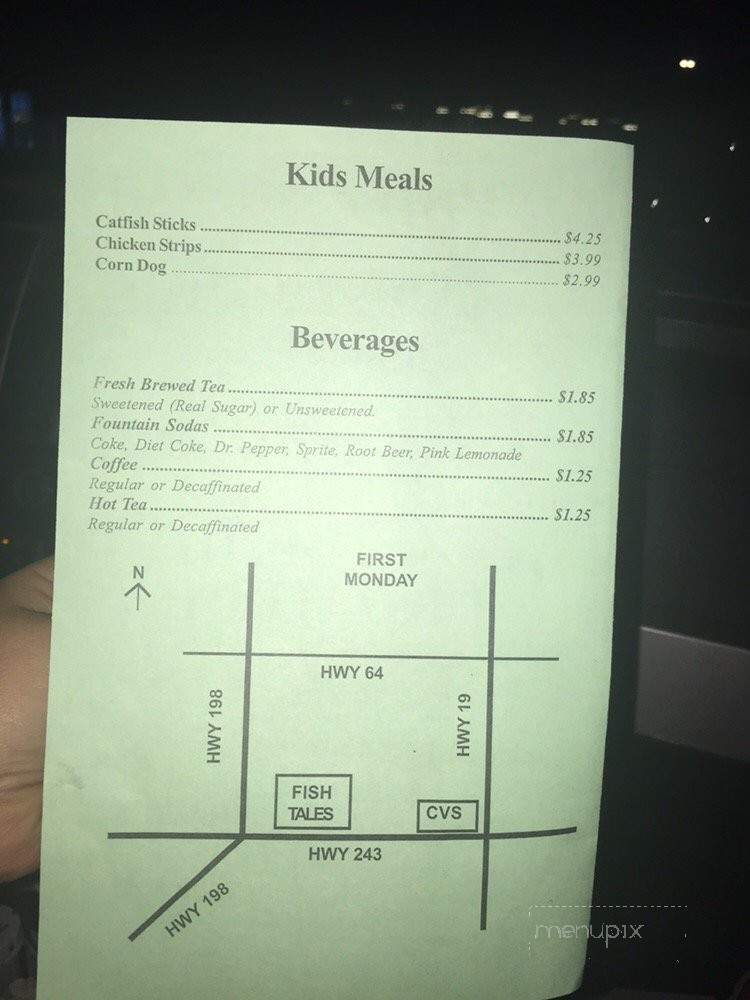 Kids Meals
Catfish Sticks ........ $4.25
Chicken Strips ........ $3.99
Corn Dog ........ $2.99
Beverages
Fresh Brewed Tea ........ $1.85
Sweetened (Real Sugar) or Unsweetened.
Fountain Sodas ........ $1.85
Coke, Diet Coke, Dr. Pepper, Sprite, Root Beer, Pink Lemonade
Coffee ........ $1.25
Regular or Decaffinated
Hot Tea ........ $1.25
Regular or Decaffinated
N
FIRST
MONDAY
HWY 64
HWY 198
HWY 19
FISH
TALES
CVS
HWY 243
HWY 198
menupix